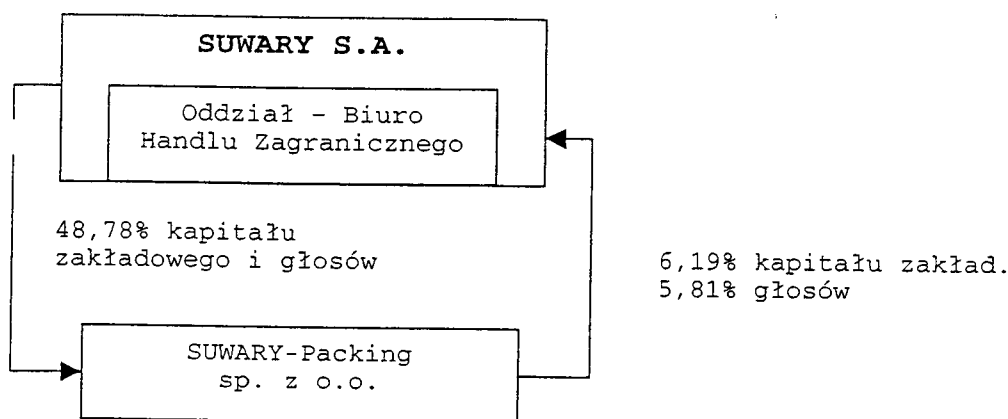 SUWARY S.A.
Oddział - Biuro
Handlu Zagranicznego
48,78% kapitału
zakładowego i głosów
6,19% kapitału zakład.
5,81% głosów
SUWARY-Packing
sp. z o.o.